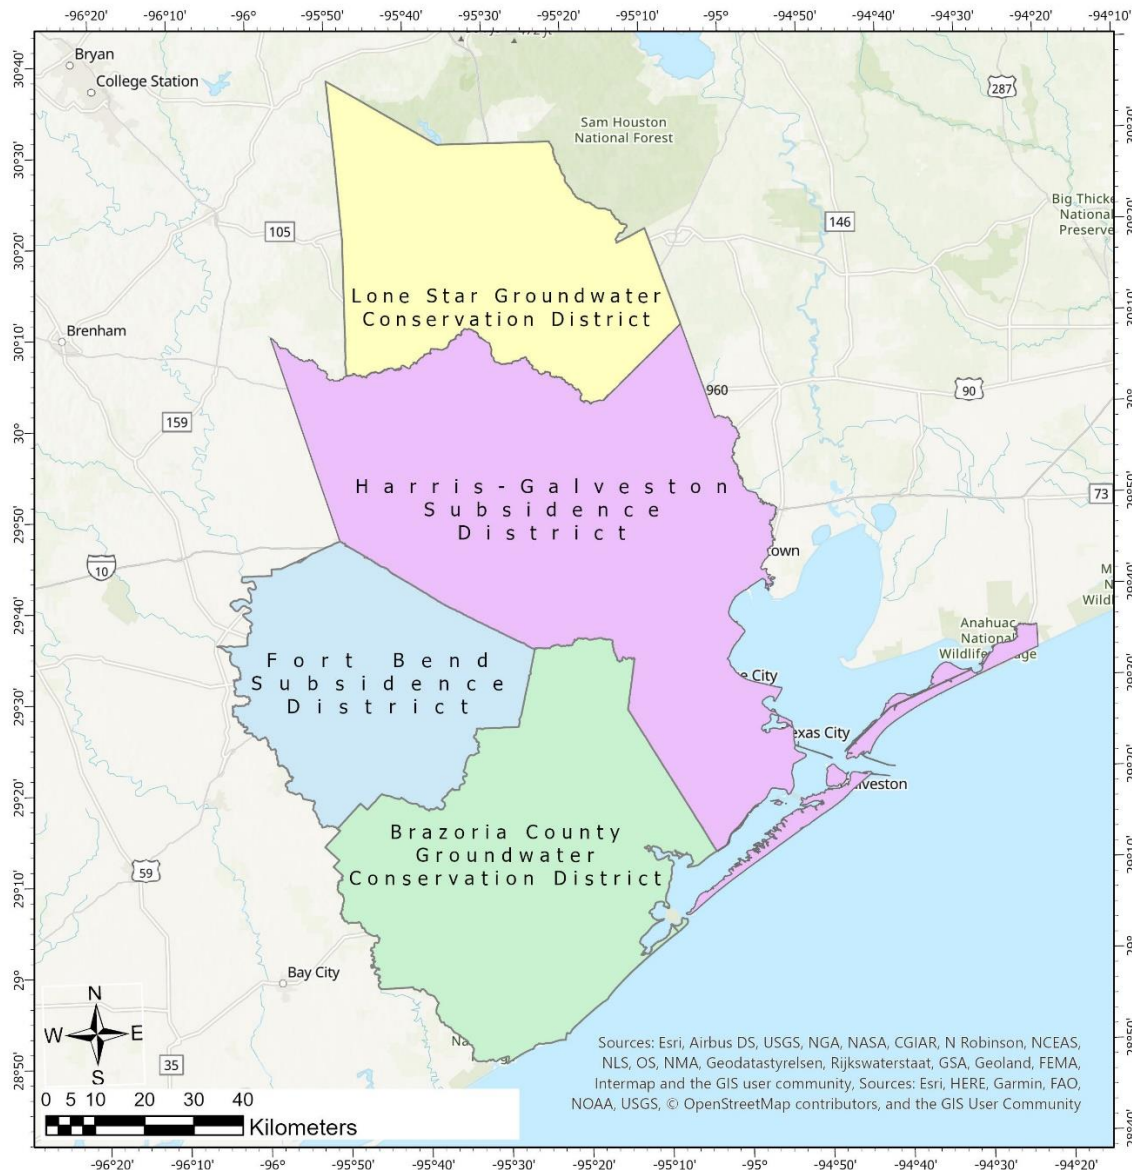 -96°20' -96°10' -96° -95°50' -95°40' -95°30' -95°20' -95°10' -95° -94°50' -94°40' -94°30' -94°20' -94°10'
Bryan
College Station
287
Sam Houston
National Forest
Big Thicke
National
Preserve
146
105
Lone Star Groundwater
Conservation District
Brenham
960
90
159
Harris-Galveston
Subsidence
District
73
10
town
Anahuac
National
Wildlife
Fort Bend
Subsidence
District
e City
exas City
lveston
Brazoria County
Groundwater
Conservation District
59
Bay City
N
W E
S
35
Na
Sources: Esri, Airbus DS, USGS, NGA, NASA, CGIAR, N Robinson, NCEAS,
NLS, OS, NMA, Geodatastyrelsen, Rijkswaterstaat, GSA, Geoland, FEMA,
Intermap and the GIS user community, Sources: Esri, HERE, Garmin, FAO,
NOAA, USGS, © OpenStreetMap contributors, and the GIS User Community
0 5 10 20 30 40
Kilometers
30°40'
30°30'
30°20'
30°10'
30°
29°50'
29°40'
29°30'
29°20'
29°10'
29°
28°50'
-96°20' -96°10' -96° -95°50' -95°40' -95°30' -95°20' -95°10' -95° -94°50' -94°40' -94°30' -94°20'